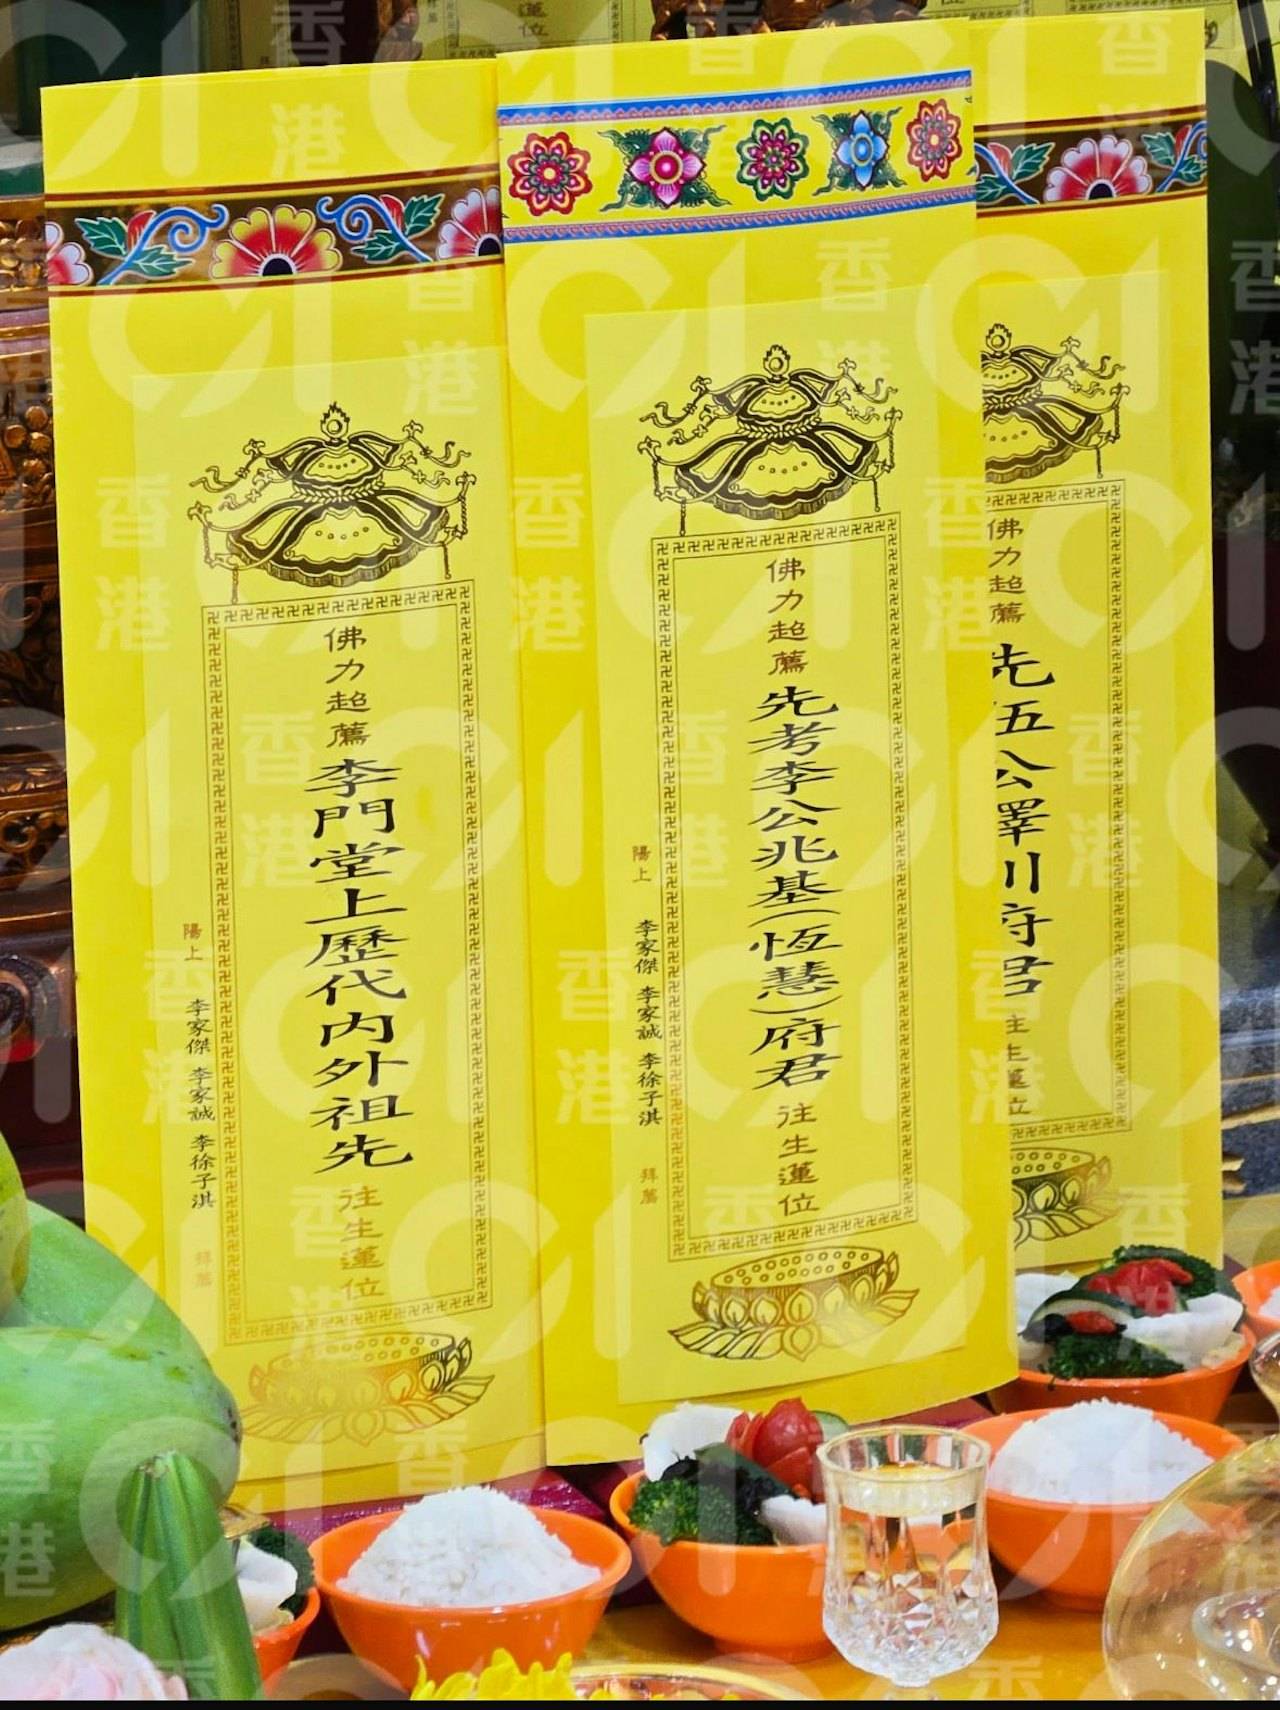 佛力超薦
李門堂上歷代內外祖先
往生蓮位
陽上
李家傑 李家誠 李徐子淇
拜薦
佛力超薦
先考李公兆基(恆慧)府君
往生蓮位
陽上
李家傑 李家誠 李徐子淇
拜薦
佛力超薦
先伍公澤川府君
往生蓮位
香港01